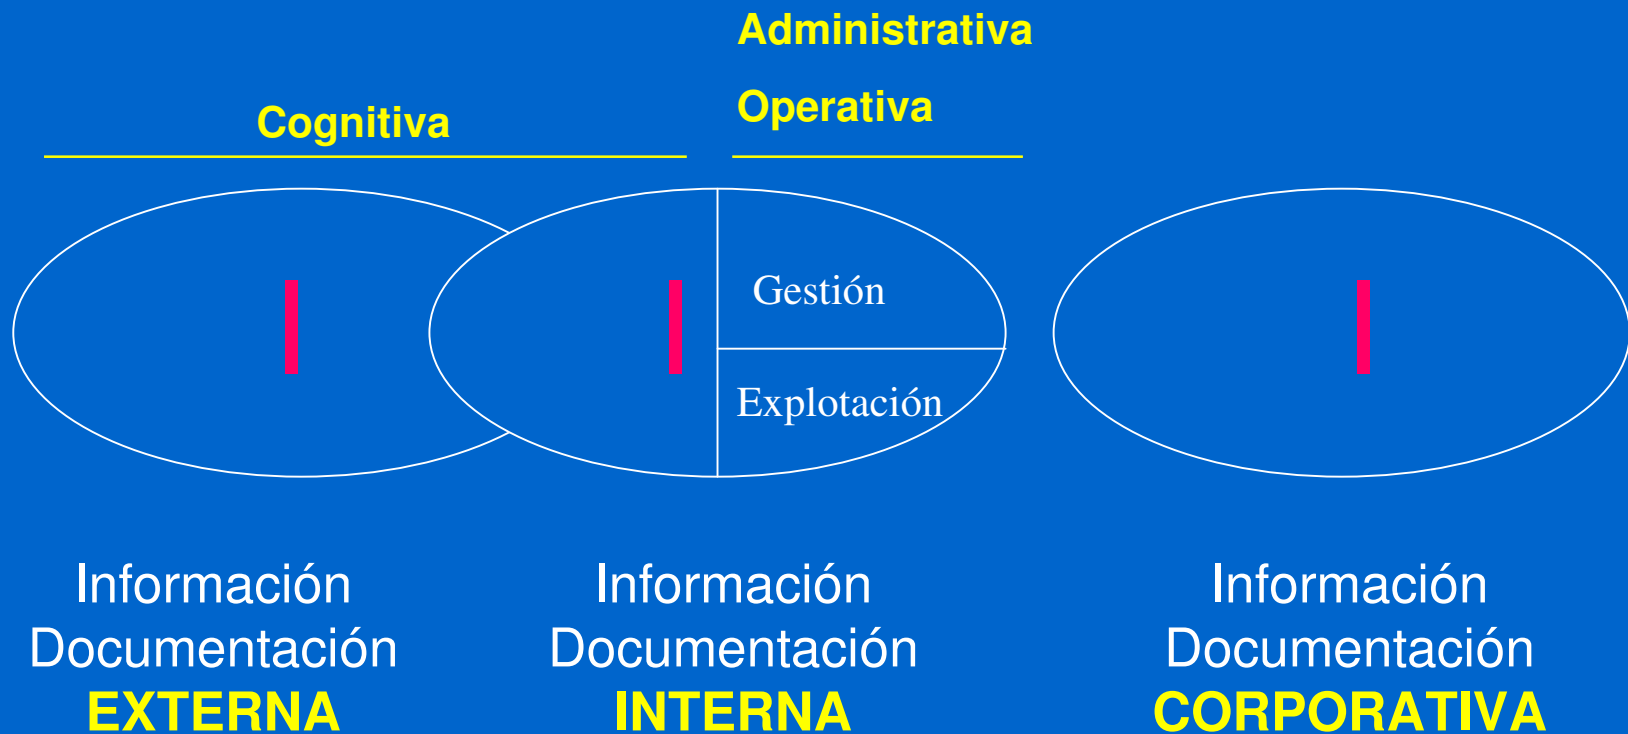 Administrativa
Operativa
Cognitiva
I
I
Gestión
Explotación
I
Información
Documentación
EXTERNA
Información
Documentación
INTERNA
Información
Documentación
CORPORATIVA